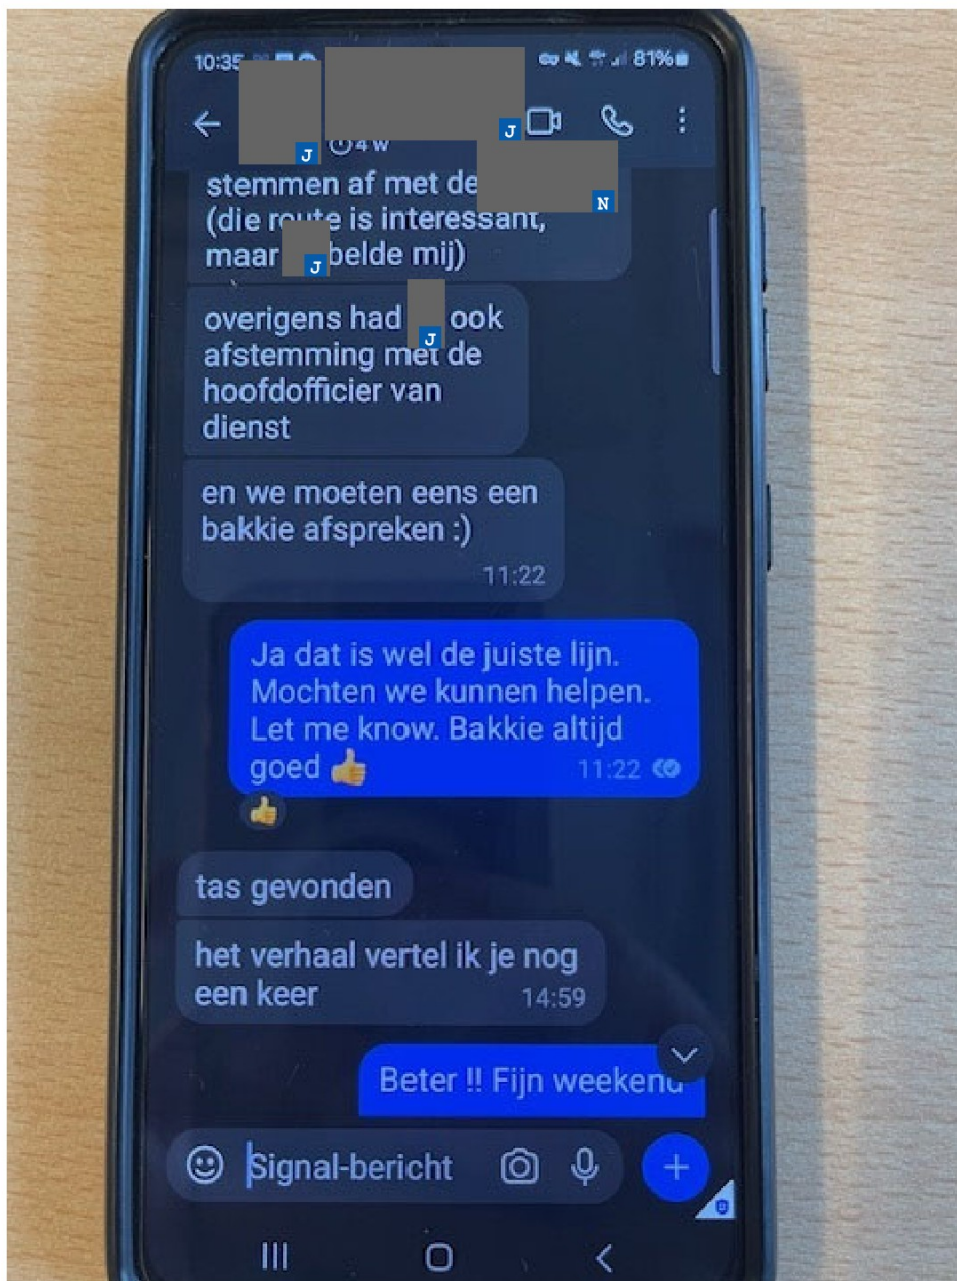 10:35
81%
J
J
4 w
stemmen af met de
N
(die route is interessant,
maar J belde mij)
overigens had J ook
afstemming met de
hoofdofficier van
dienst
en we moeten eens een
bakkie afspreken :)
11:22
Ja dat is wel de juiste lijn.
Mochten we kunnen helpen.
Let me know. Bakkie altijd
goed 👍 11:22
👍
tas gevonden
het verhaal vertel ik je nog
een keer 14:59
Beter !! Fijn weekend
Signal-bericht